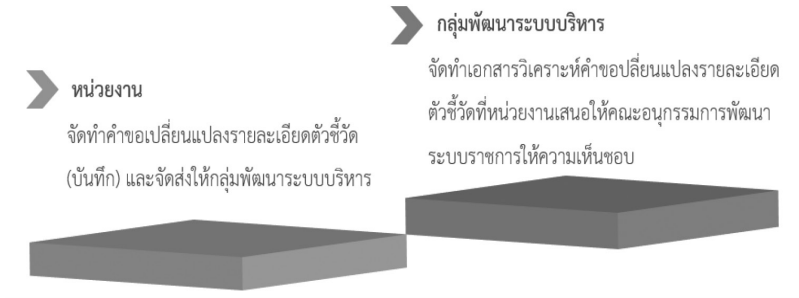 หน่วยงาน
จัดทำคำขอเปลี่ยนแปลงรายละเอียดตัวชี้วัด
(บันทึก) และจัดส่งให้กลุ่มพัฒนาระบบบริหาร
กลุ่มพัฒนาระบบบริหาร
จัดทำเอกสารวิเคราะห์คำขอเปลี่ยนแปลงรายละเอียด
ตัวชี้วัดที่หน่วยงานเสนอให้คณะอนุกรรมการพัฒนา
ระบบราชการให้ความเห็นชอบ